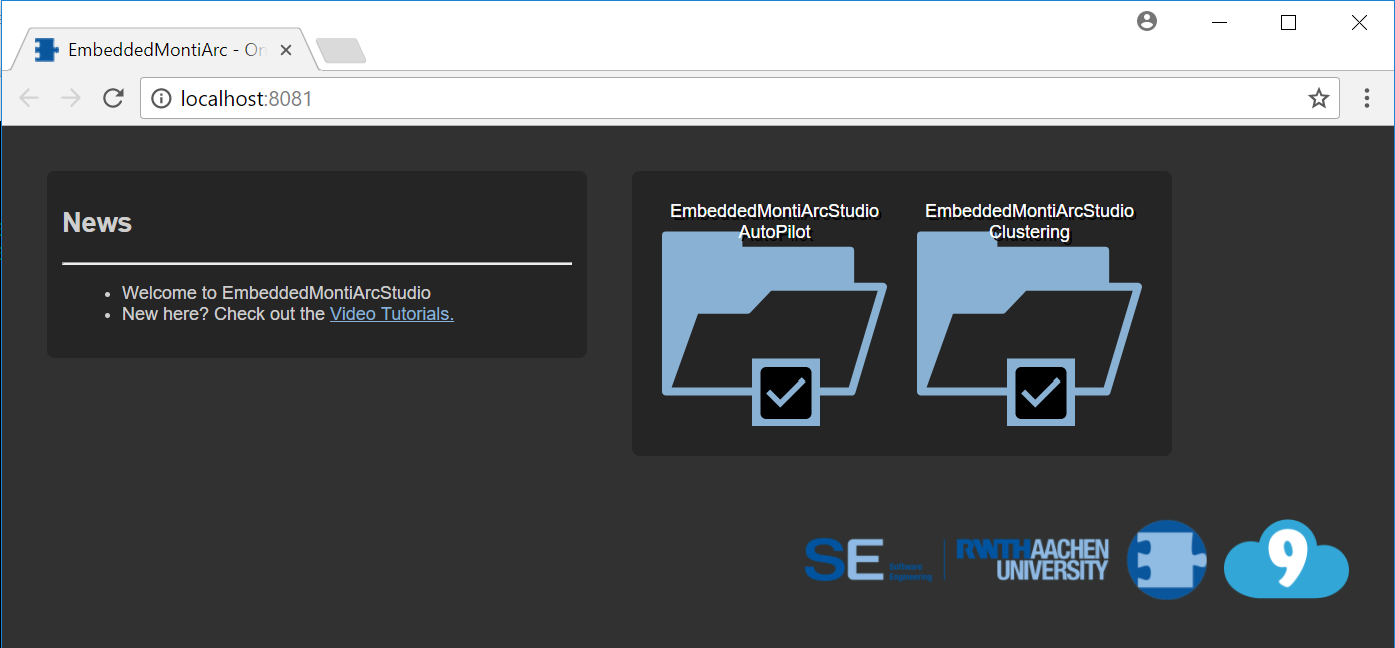 EmbeddedMontiArc - On
localhost:8081
News
Welcome to EmbeddedMontiArcStudio
New here? Check out the Video Tutorials.
EmbeddedMontiArcStudio
AutoPilot
EmbeddedMontiArcStudio
Clustering
SE Software
Engineering
RWTHAACHEN
UNIVERSITY
9